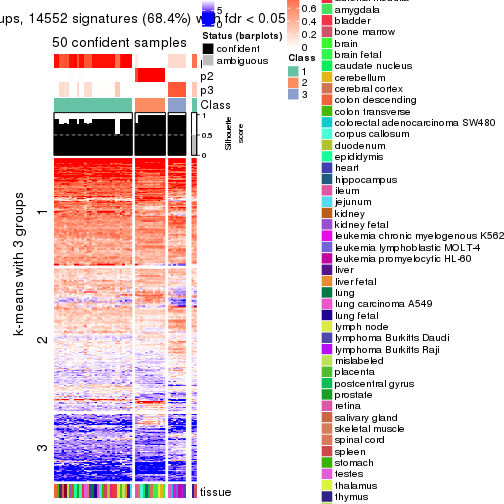 ups, 14552 signatures (68.4%) with fdr < 0.05
50 confident samples
p2
p3
Class
1
0.5
0
Silhouette
score
k-means with 3 groups
1
2
3
tissue
5
0
Status (barplots)
confident
ambiguous
0.6
0.4
0.2
0
Class
1
2
3
amygdala
bladder
bone marrow
brain
brain fetal
caudate nucleus
cerebellum
cerebral cortex
colon descending
colon transverse
colorectal adenocarcinoma SW480
corpus callosum
duodenum
epididymis
heart
hippocampus
ileum
jejunum
kidney
kidney fetal
leukemia chronic myelogenous K562
leukemia lymphoblastic MOLT-4
leukemia promyelocytic HL-60
liver
liver fetal
lung
lung carcinoma A549
lung fetal
lymph node
lymphoma Burkitts Daudi
lymphoma Burkitts Raji
mislabeled
placenta
postcentral gyrus
prostate
retina
salivary gland
skeletal muscle
spinal cord
spleen
stomach
testes
thalamus
thymus